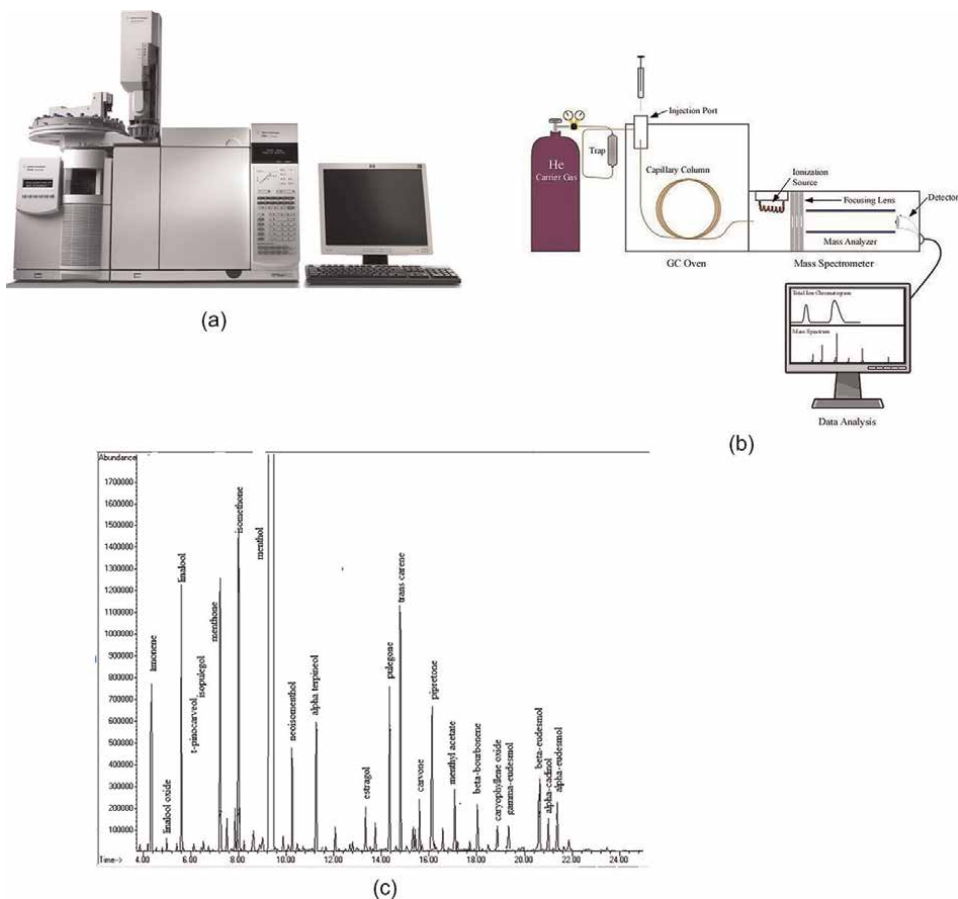 (a)
Injection Port
Trap
He
Carrier Gas
Capillary Column
Ionization
Source
Focusing Lens
Detector
Mass Analyzer
GC Oven
Mass Spectrometer
Total Ion Chromatogram
Mass Spectrum
Data Analysis
(b)
Abundance
1700000
1600000
1500000
1400000
1300000
1200000
1100000
1000000
900000
800000
700000
600000
500000
400000
300000
200000
100000
Time-->
4.00
6.00
8.00
10.00
12.00
14.00
16.00
18.00
20.00
22.00
24.00
limonene
linalool oxide
linalool
t-pinocarveol
isopulegol
menthone
isomethone
menthol
neoisomenthol
alpha terpineol
estragol
pulegone
trans carene
carvone
pipretone
menthyl acetate
beta-bourbonene
caryophyllene oxide
gamma-eudesmol
beta-eudesmol
alpha-cadinol
alpha-eudesmol
(c)